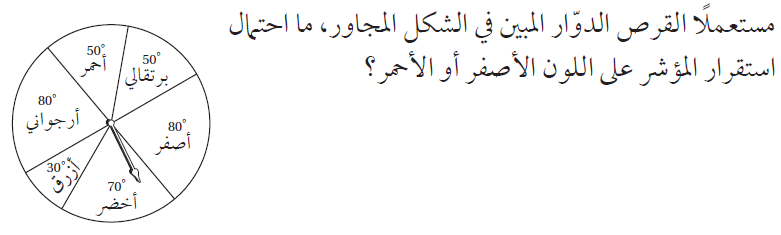 مستعملًا القرص الدوّار المبين في الشكل المجاور، ما احتمال
استقرار المؤشر على اللون الأصفر أو الأحمر؟
50°
أحمر
50°
برتقالي
80°
أرجواني
80°
أصفر
30°
أزرق
70°
أخضر